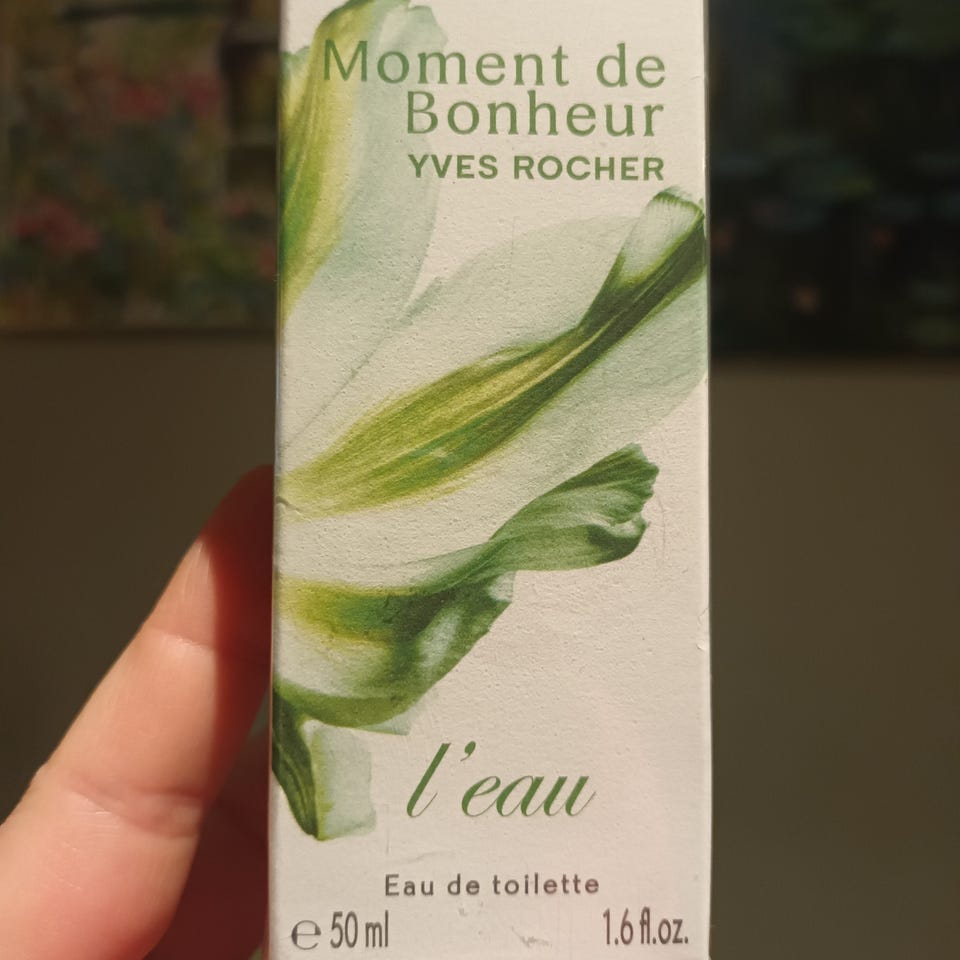 Moment de
Bonheur
YVES ROCHER
l'eau
Eau de toilette
℮ 50 ml 1.6 fl.oz.